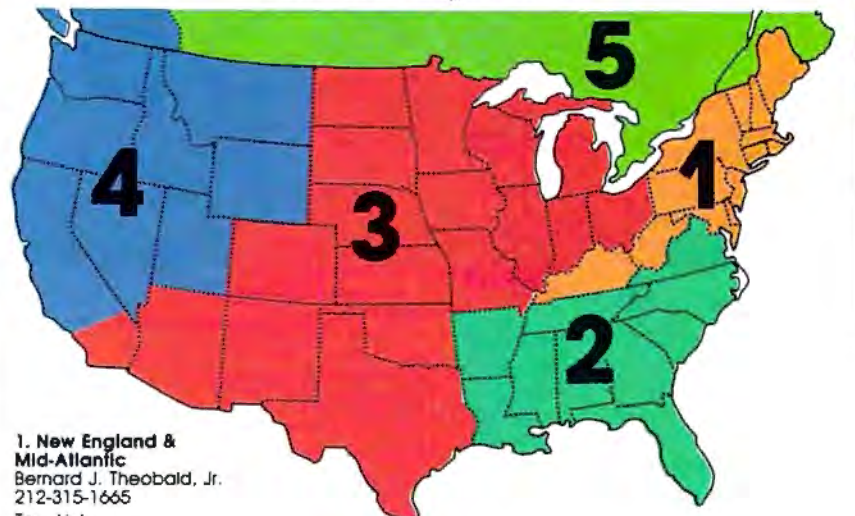 5
4
1
3
2
1. New England &
Mid-Atlantic
Bernard J. Theobald, Jr.
212-315-1665